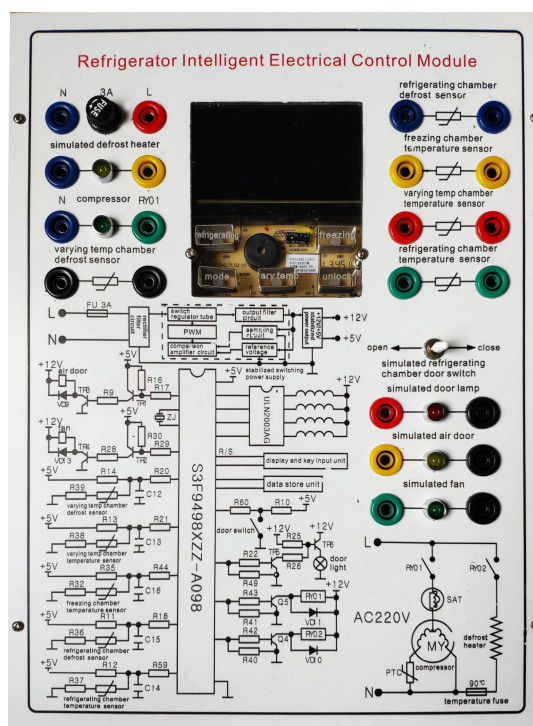 Refrigerator Intelligent Electrical Control Module
N 3A L
FUSE
simulated defrost heater
N compressor RY01
varying temp chamber
defrost sensor
refrigerating chamber
defrost sensor
freezing chamber
temperature sensor
varying temp chamber
temperature sensor
refrigerating chamber
temperature sensor
refrigerating
freezing
mode
vary.temp
unlock
L
FU 3A
N
rectifier
filter
circuit
switch
regulator tube
output filter
circuit
PWM
sampling
circuit
comparison
amplifier circuit
reference
voltage
+12V/+5V
stabilized
power output
+12V
+5V
stabilized switching
power supply
open
close
simulated refrigerating
chamber door switch
simulated door lamp
simulated air door
simulated fan
+12V
air door
VD9
TR3
R9
+5V
R16
TR1
R17
+12V
fan
VD13
TR4
R28
+5V
R30
TR2
R29
ZJ
S3F9498XZZ-A098
+5V
ULN2003AG
+12V
R/S
display and key input unit
data store unit
R60
R10
+5V
door switch
+12V
+12V
R25
R26
TR6
TR5
door
light
R22
R49
+12V
R43
R41
Q5
RY01
VD11
R42
R40
Q4
RY02
VD10
+5V
R14
R20
R39
C12
varying temp chamber
defrost sensor
+5V
R13
R21
R38
C13
varying temp chamber
temperature sensor
+5V
R35
R44
R32
C16
freezing chamber
temperature sensor
+5V
R11
R18
R36
C15
refrigerating chamber
defrost sensor
+5V
R12
R59
R37
C14
refrigerating chamber
temperature sensor
L
RY01
RY02
SAT
AC220V
MY
compressor
PTC
defrost
heater
N
90℃
temperature fuse